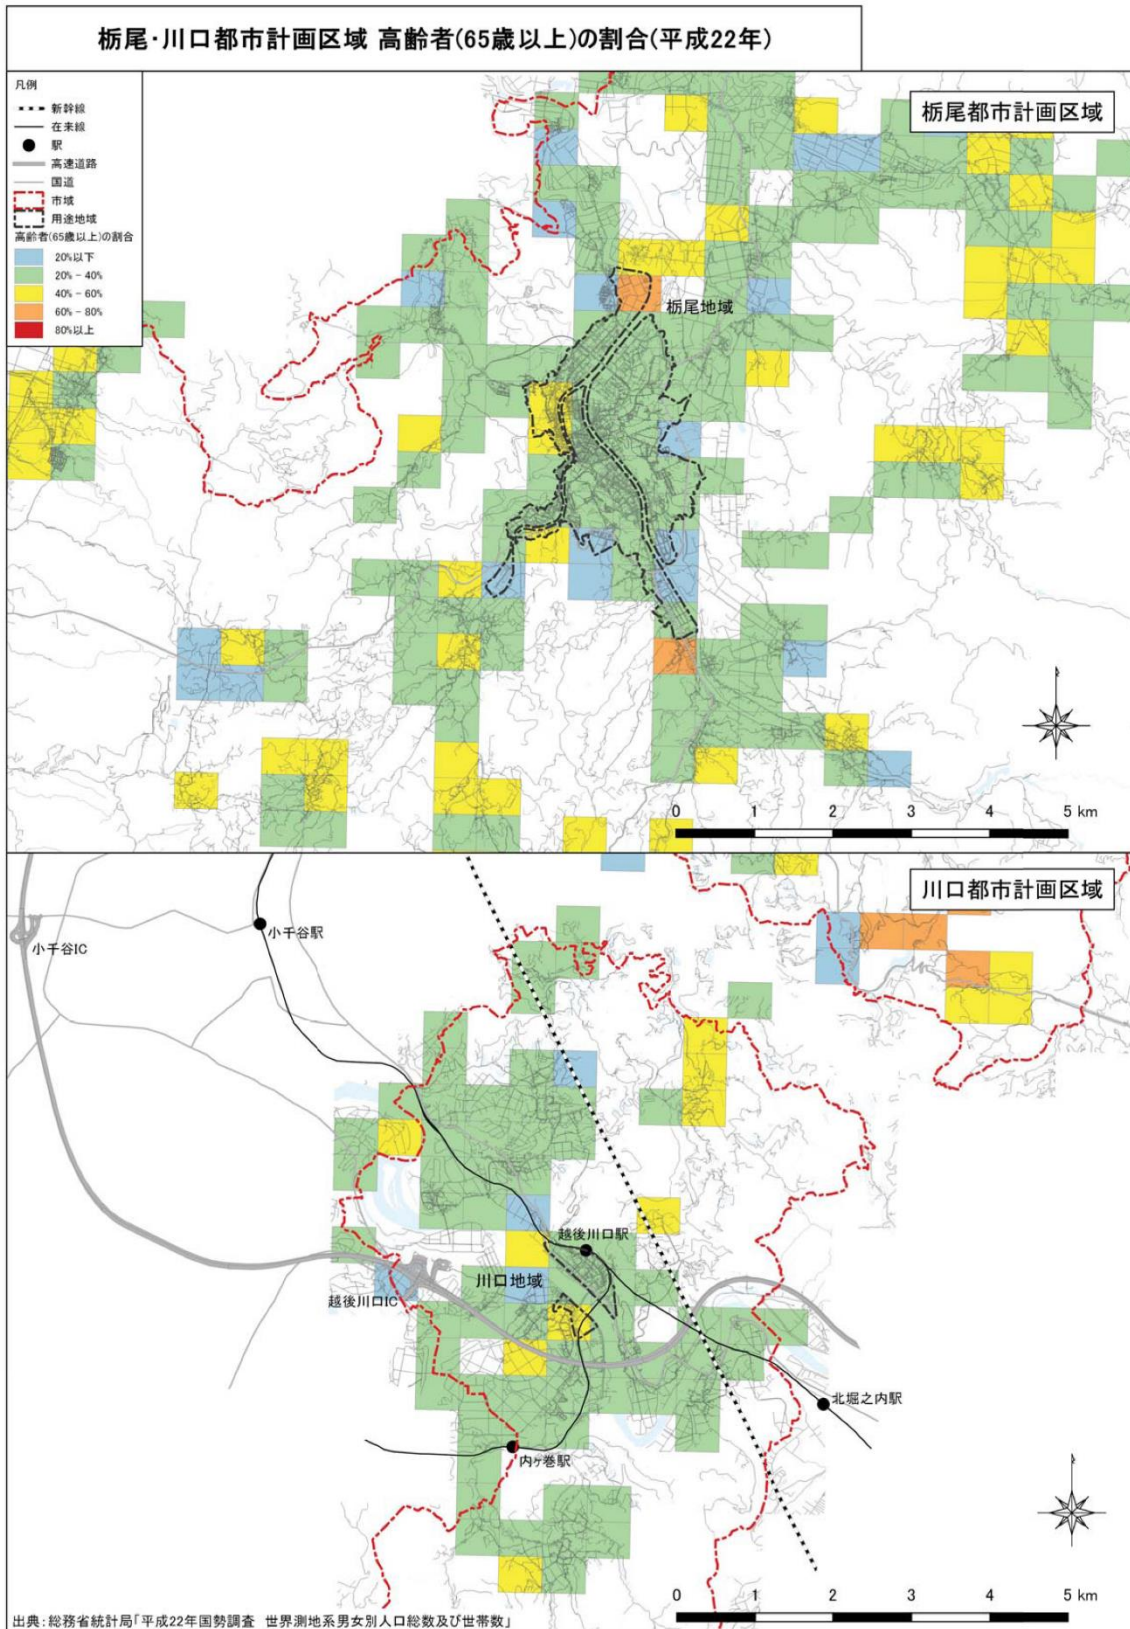 栃尾・川口都市計画区域 高齢者(65歳以上)の割合(平成22年)
凡例
新幹線
在来線
駅
高速道路
国道
市域
用途地域
高齢者(65歳以上)の割合
20%以下
20% - 40%
40% - 60%
60% - 80%
80%以上
栃尾都市計画区域
栃尾地域
0 1 2 3 4 5 km
川口都市計画区域
小千谷IC
小千谷駅
越後川口駅
川口地域
越後川口IC
北堀之内駅
内ヶ巻駅
0 1 2 3 4 5 km
出典:総務省統計局「平成22年国勢調査 世界測地系男女別人口総数及び世帯数」